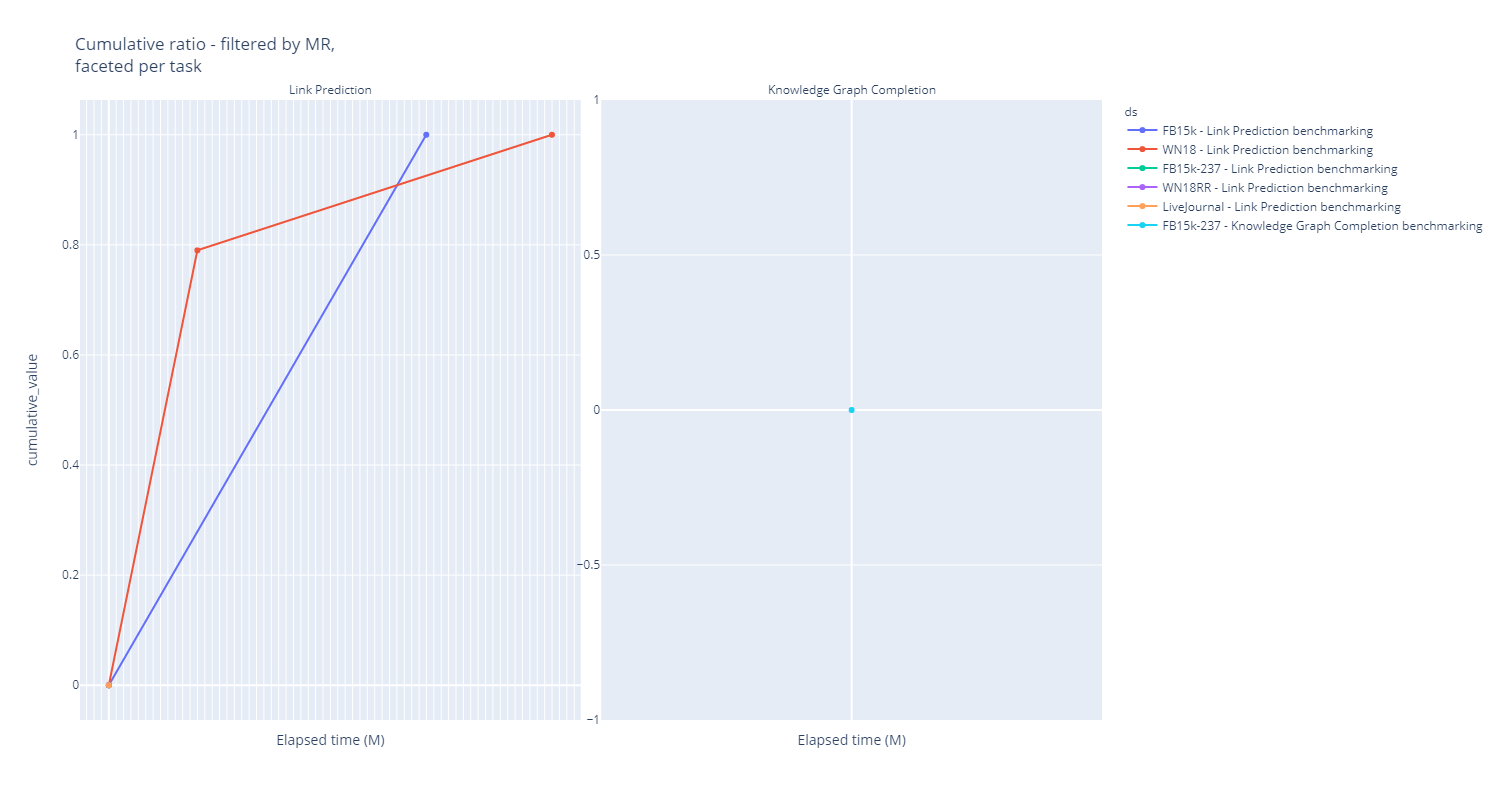 Cumulative ratio - filtered by MR,
faceted per task
Link Prediction
Knowledge Graph Completion
cumulative_value
1
0.8
0.6
0.4
0.2
0
1
0.5
0
−0.5
−1
Elapsed time (M)
Elapsed time (M)
ds
FB15k - Link Prediction benchmarking
WN18 - Link Prediction benchmarking
FB15k-237 - Link Prediction benchmarking
WN18RR - Link Prediction benchmarking
LiveJournal - Link Prediction benchmarking
FB15k-237 - Knowledge Graph Completion benchmarking